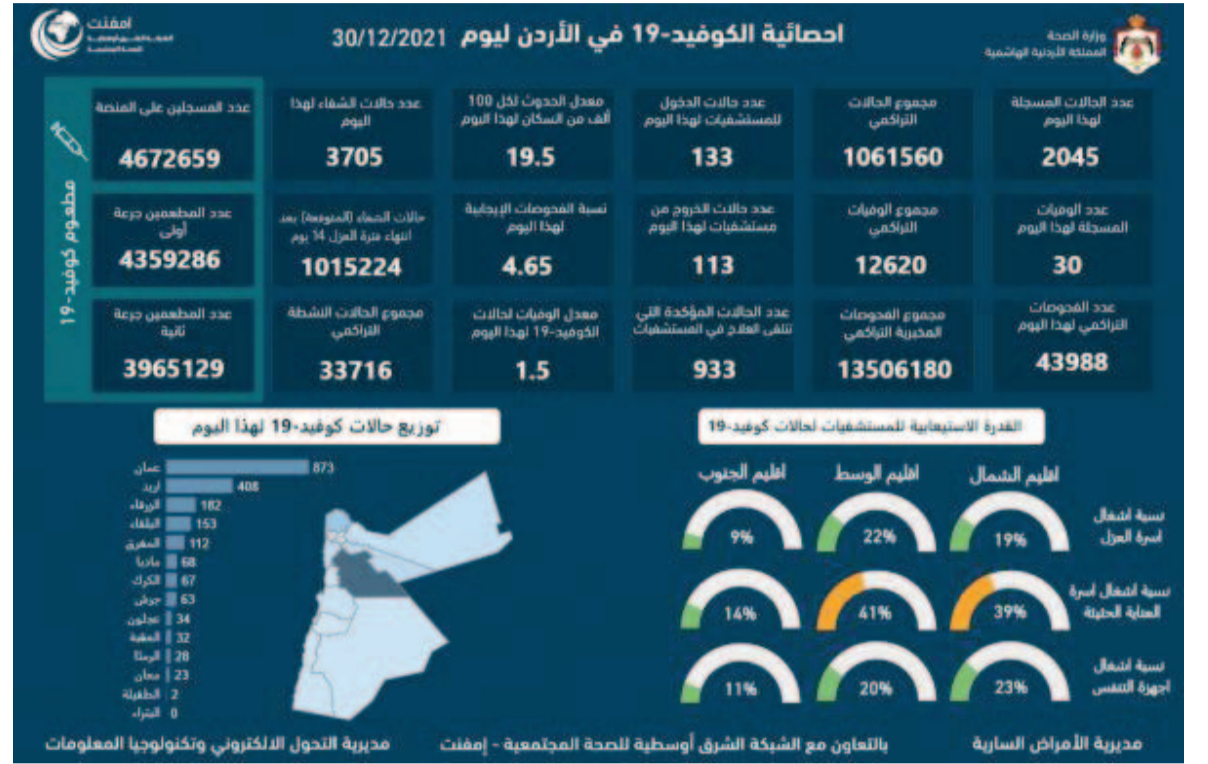 وزارة الصحة
المملكة الأردنية الهاشمية
احصائية الكوفيد-19 في الأردن ليوم 30/12/2021
امفنت
عدد الحالات المسجلة
لهذا اليوم
2045
مجموع الحالات
التراكمي
1061560
عدد حالات الدخول
للمستشفيات لهذا اليوم
133
معدل الحدوث لكل 100
ألف من السكان لهذا اليوم
19.5
عدد حالات الشفاء لهذا
اليوم
3705
عدد المسجلين على المنصة
4672659
عدد الوفيات
المسجلة لهذا اليوم
30
مجموع الوفيات
التراكمي
12620
عدد حالات الخروج من
مستشفيات لهذا اليوم
113
نسبة الفحوصات الإيجابية
لهذا اليوم
4.65
حالات الشفاء (المتوقعة) بعد
انتهاء فترة العزل 14 يوم
1015224
عدد المطعمين جرعة
أولى
4359286
عدد الفحوصات
التراكمي لهذا اليوم
43988
مجموع الفحوصات
المخبرية التراكمي
13506180
عدد الحالات المؤكدة التي
تتلقى العلاج في المستشفيات
933
معدل الوفيات لحالات
الكوفيد-19 لهذا اليوم
1.5
مجموع الحالات النشطة
التراكمي
33716
عدد المطعمين جرعة
ثانية
3965129
مطعوم كوفيد-19
القدرة الاستيعابية للمستشفيات لحالات كوفيد-19
اقليم الشمال
اقليم الوسط
اقليم الجنوب
نسبة اشغال
اسرة العزل
19%
22%
9%
نسبة اشغال اسرة
العناية الحثيثة
39%
41%
14%
نسبة اشغال
اجهزة التنفس
23%
20%
11%
توزيع حالات كوفيد-19 لهذا اليوم
عمان 873
اربد 408
الزرقاء 182
البلقاء 153
المفرق 112
مادبا 68
الكرك 67
جرش 63
عجلون 34
العقبة 32
الرمثا 28
معان 23
الطفيلة 2
البتراء 0
مديرية الأمراض السارية
بالتعاون مع الشبكة الشرق أوسطية للصحة المجتمعية - إمفنت
مديرية التحول الالكتروني وتكنولوجيا المعلومات